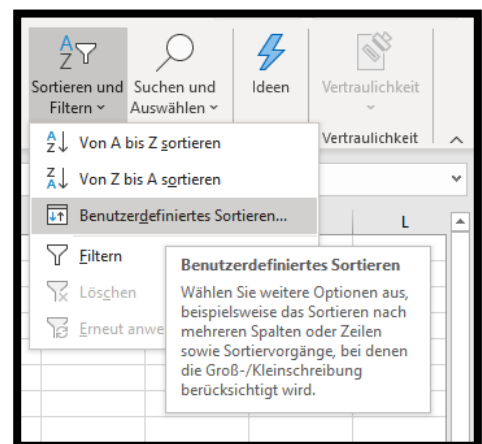 Sortieren und Filtern
Suchen und Auswählen
Ideen
Vertraulichkeit
Vertraulichkeit
Von A bis Z sortieren
Von Z bis A sortieren
Benutzerdefiniertes Sortieren...
L
Filtern
Löschen
Erneut anwe
Benutzerdefiniertes Sortieren
Wählen Sie weitere Optionen aus,
beispielsweise das Sortieren nach
mehreren Spalten oder Zeilen
sowie Sortiervorgänge, bei denen
die Groß-/Kleinschreibung
berücksichtigt wird.